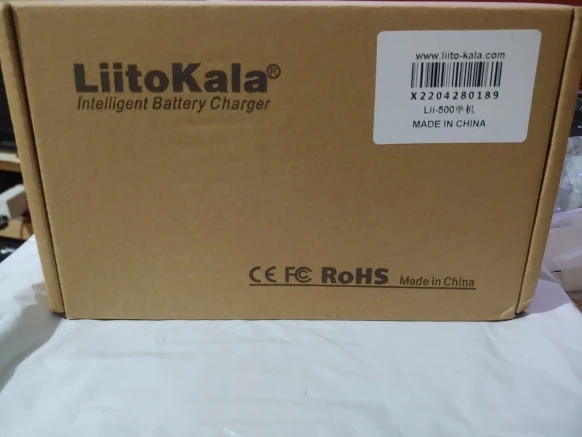 LiitoKala®
Intelligent Battery Charger
www.liito-kala.com
X2204280189
Lii-500单机
MADE IN CHINA
CE FC RoHS Made in China